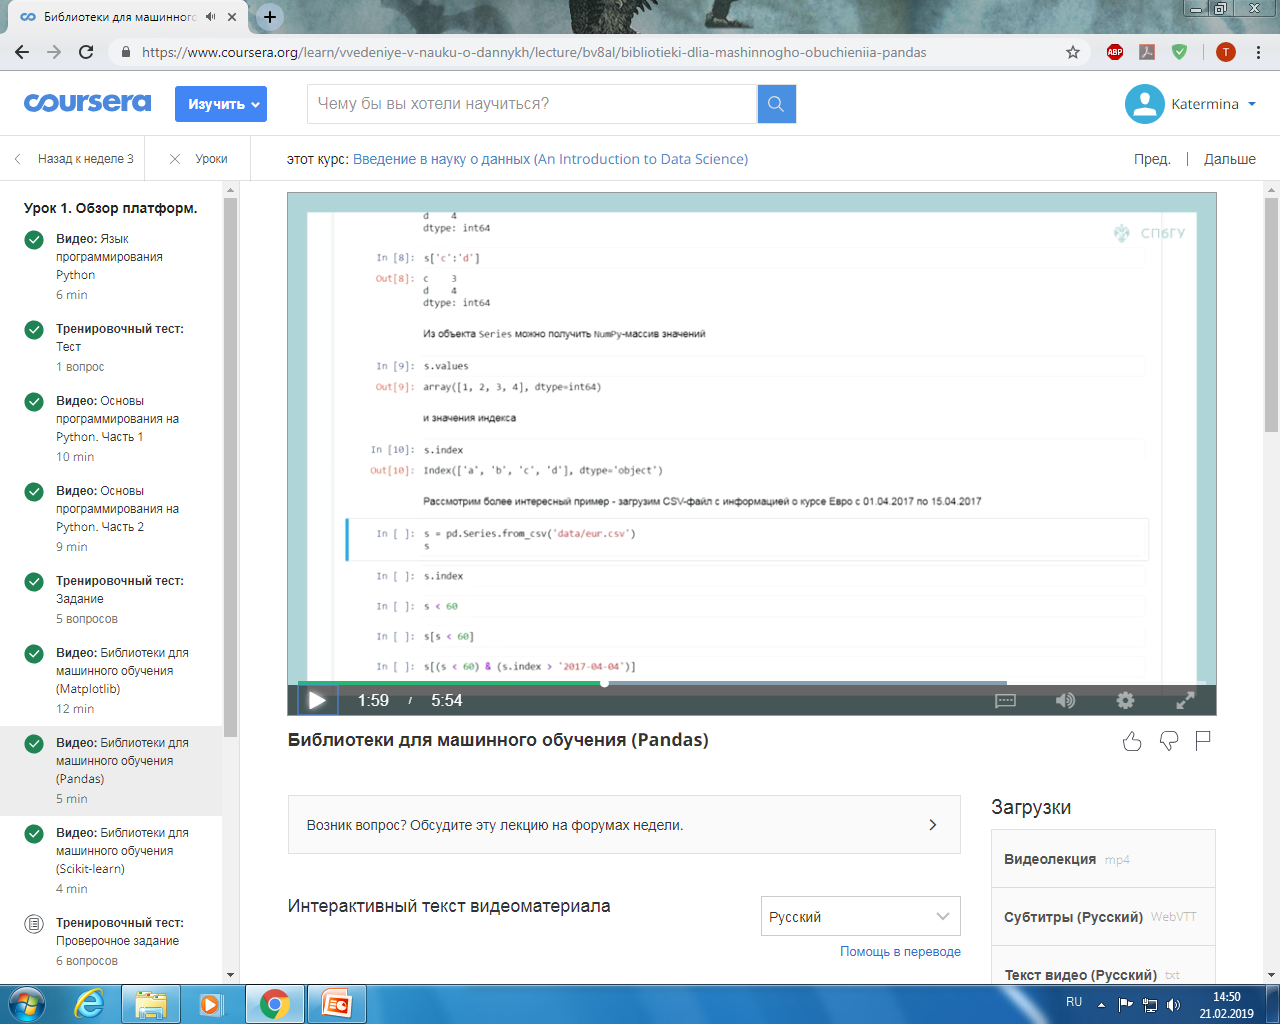 Библиотеки для машинного
https://www.coursera.org/learn/vvedeniye-v-nauku-o-dannykh/lecture/bv8al/bibliotieki-dlia-mashinnogho-obuchieniia-pandas
ABP
T
coursera
Изучить
Чему бы вы хотели научиться?
Katermina
Назад к неделе 3
Уроки
этот курс: Введение в науку о данных (An Introduction to Data Science)
Пред. | Дальше
Урок 1. Обзор платформ.
Видео: Язык
программирования
Python
6 min
Тренировочный тест:
Тест
1 вопрос
Видео: Основы
программирования на
Python. Часть 1
10 min
Видео: Основы
программирования на
Python. Часть 2
9 min
Тренировочный тест:
Задание
5 вопросов
Видео: Библиотеки для
машинного обучения
(Matplotlib)
12 min
Видео: Библиотеки для
машинного обучения
(Pandas)
5 min
Видео: Библиотеки для
машинного обучения
(Scikit-learn)
4 min
Тренировочный тест:
Проверочное задание
6 вопросов
d 4
dtype: int64
СПбГУ
In [8]: s['c':'d']
Out[8]: c 3
d 4
dtype: int64
Из объекта Series можно получить NumPy-массив значений
In [9]: s.values
Out[9]: array([1, 2, 3, 4], dtype=int64)
и значения индекса
In [10]: s.index
Out[10]: Index(['a', 'b', 'c', 'd'], dtype='object')
Рассмотрим более интересный пример - загрузим CSV-файл с информацией о курсе Евро с 01.04.2017 по 15.04.2017
In [ ]: s = pd.Series.from_csv('data/eur.csv')
s
In [ ]: s.index
In [ ]: s < 60
In [ ]: s[s < 60]
In [ ]: s[(s < 60) & (s.index > '2017-04-04')]
1:59 / 5:54
Библиотеки для машинного обучения (Pandas)
Возник вопрос? Обсудите эту лекцию на форумах недели.
Интерактивный текст видеоматериала
Русский
Помощь в переводе
Загрузки
Видеолекция mp4
Субтитры (Русский) WebVTT
Текст видео (Русский) txt
RU
14:50
21.02.2019